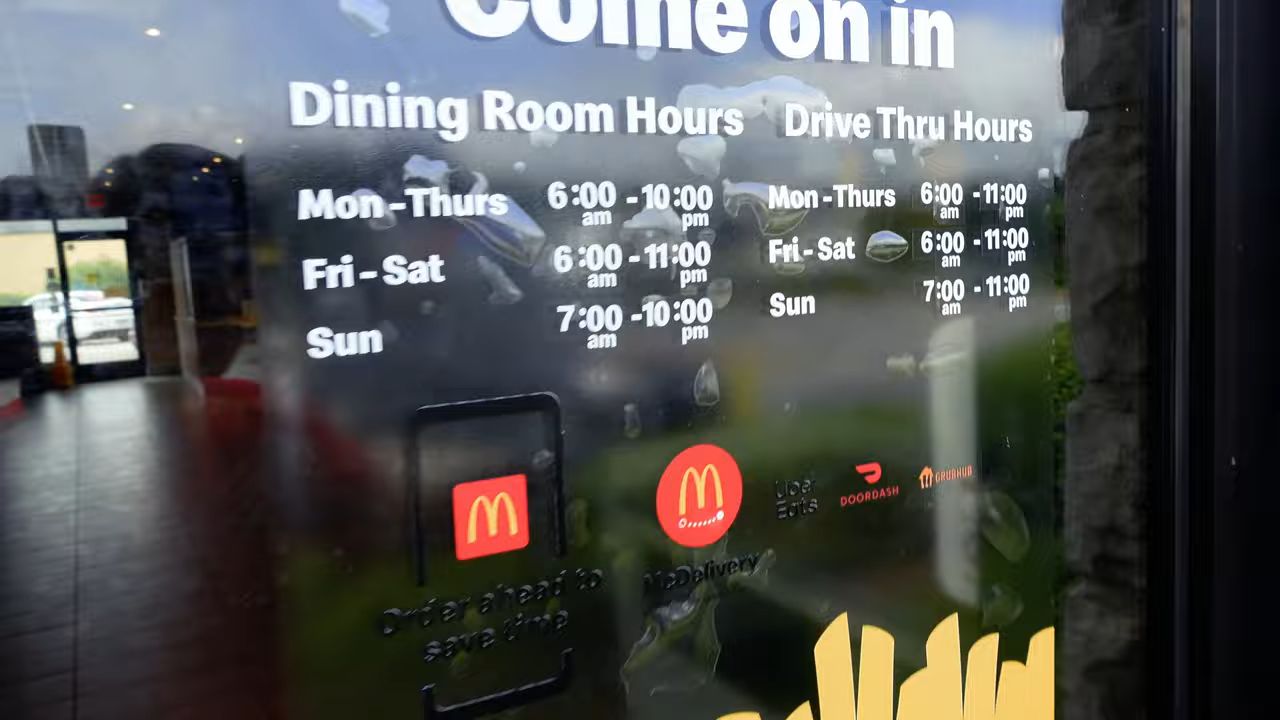 Come on in
Dining Room Hours
Mon-Thurs 6:00 am - 10:00 pm
Fri-Sat 6:00 am - 11:00 pm
Sun 7:00 am - 10:00 pm
Drive Thru Hours
Mon-Thurs 6:00 am - 11:00 pm
Fri-Sat 6:00 am - 11:00 pm
Sun 7:00 am - 11:00 pm
Order ahead to
save time
McDelivery
Uber
Eats
DOORDASH
GRUBHUB